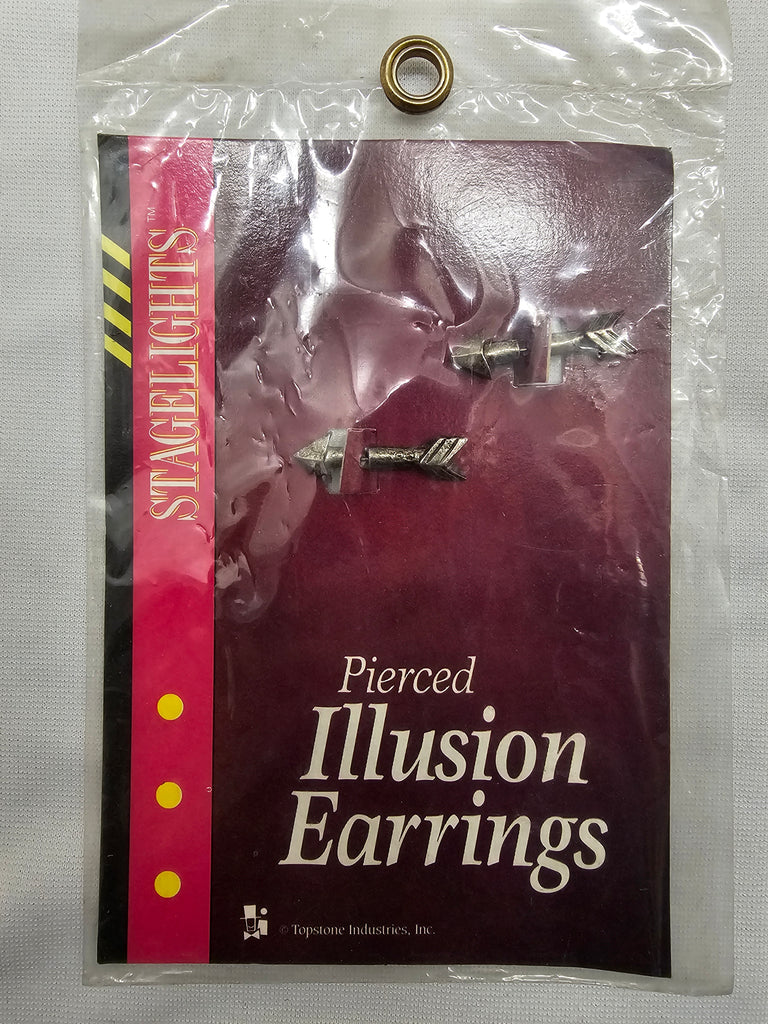 STAGELIGHTS™
Pierced
Illusion
Earrings
© Topstone Industries, Inc.